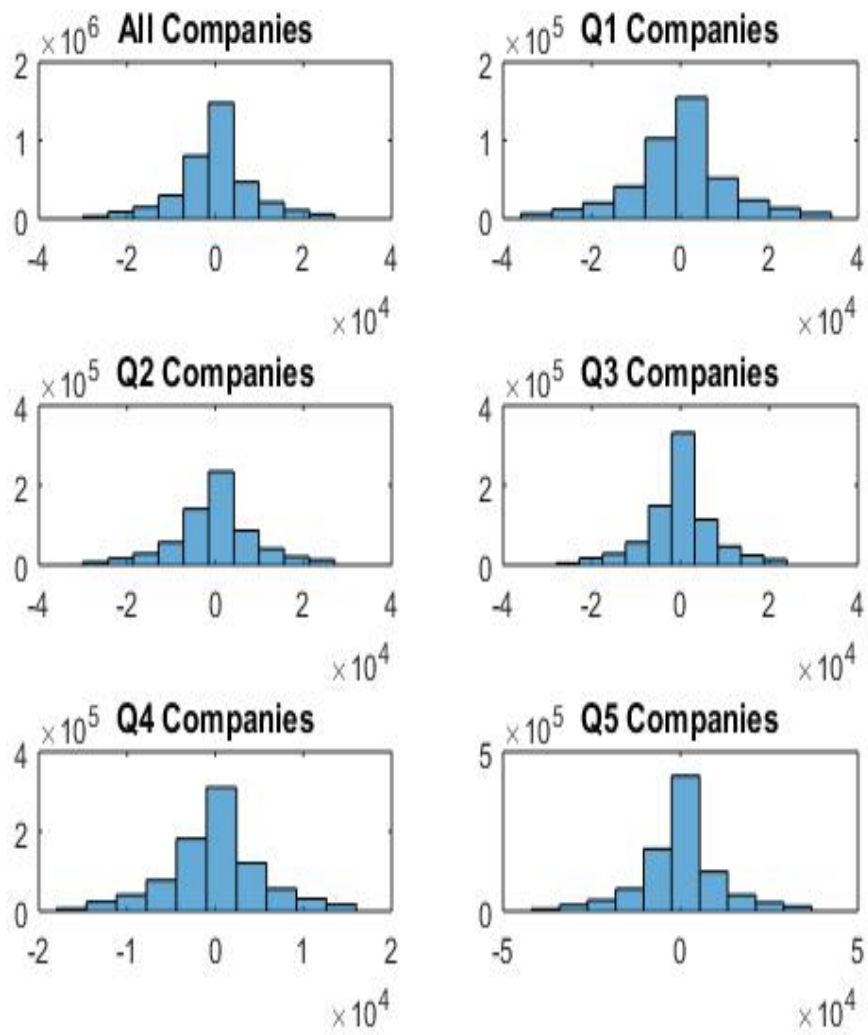 ×10⁶ All Companies
2
1
0
-4 -2 0 2 4
×10⁴
×10⁵ Q1 Companies
2
1
0
-4 -2 0 2 4
×10⁴
×10⁵ Q2 Companies
4
2
0
-4 -2 0 2 4
×10⁴
×10⁵ Q3 Companies
4
2
0
-4 -2 0 2 4
×10⁴
×10⁵ Q4 Companies
4
2
0
-2 -1 0 1 2
×10⁴
×10⁵ Q5 Companies
5
0
-5 0 5
×10⁴